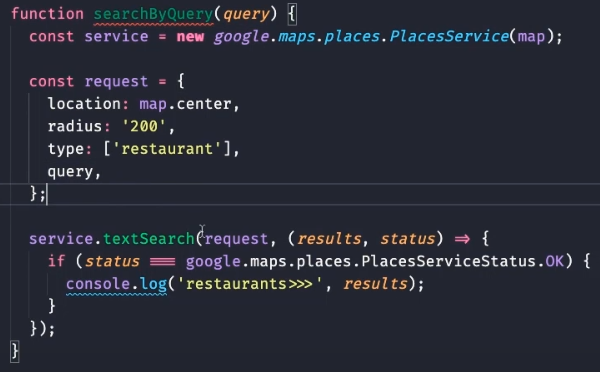 function searchByQuery(query) {
  const service = new google.maps.places.PlacesService(map);

  const request = {
    location: map.center,
    radius: '200',
    type: ['restaurant'],
    query,
  };

  service.textSearch(request, (results, status) => {
    if (status === google.maps.places.PlacesServiceStatus.OK) {
      console.log('restaurants>>>', results);
    }
  });
}